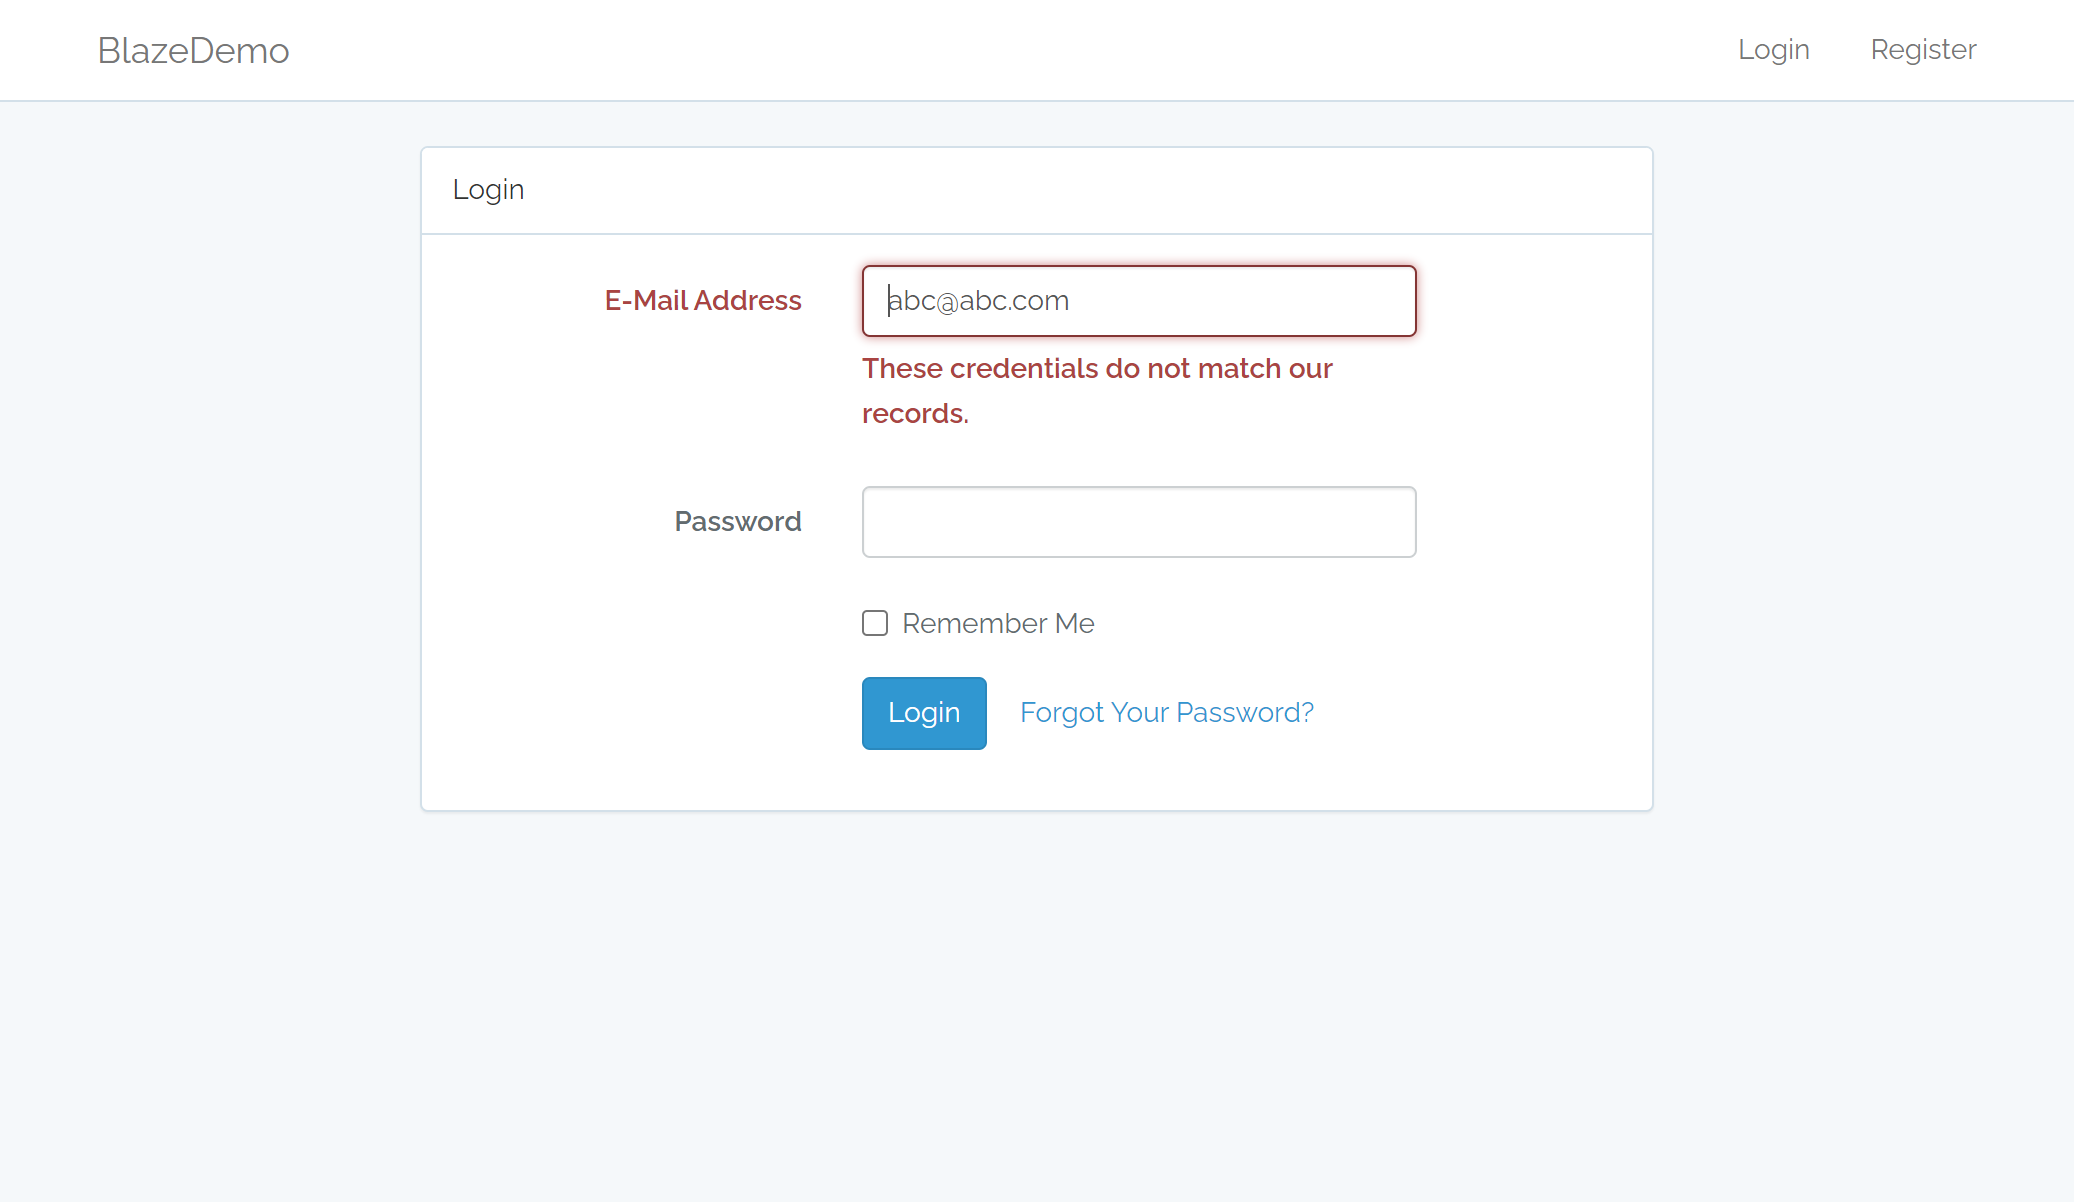 BlazeDemo
Login
Register
Login
E-Mail Address
abc@abc.com
These credentials do not match our
records.
Password
Remember Me
Login
Forgot Your Password?